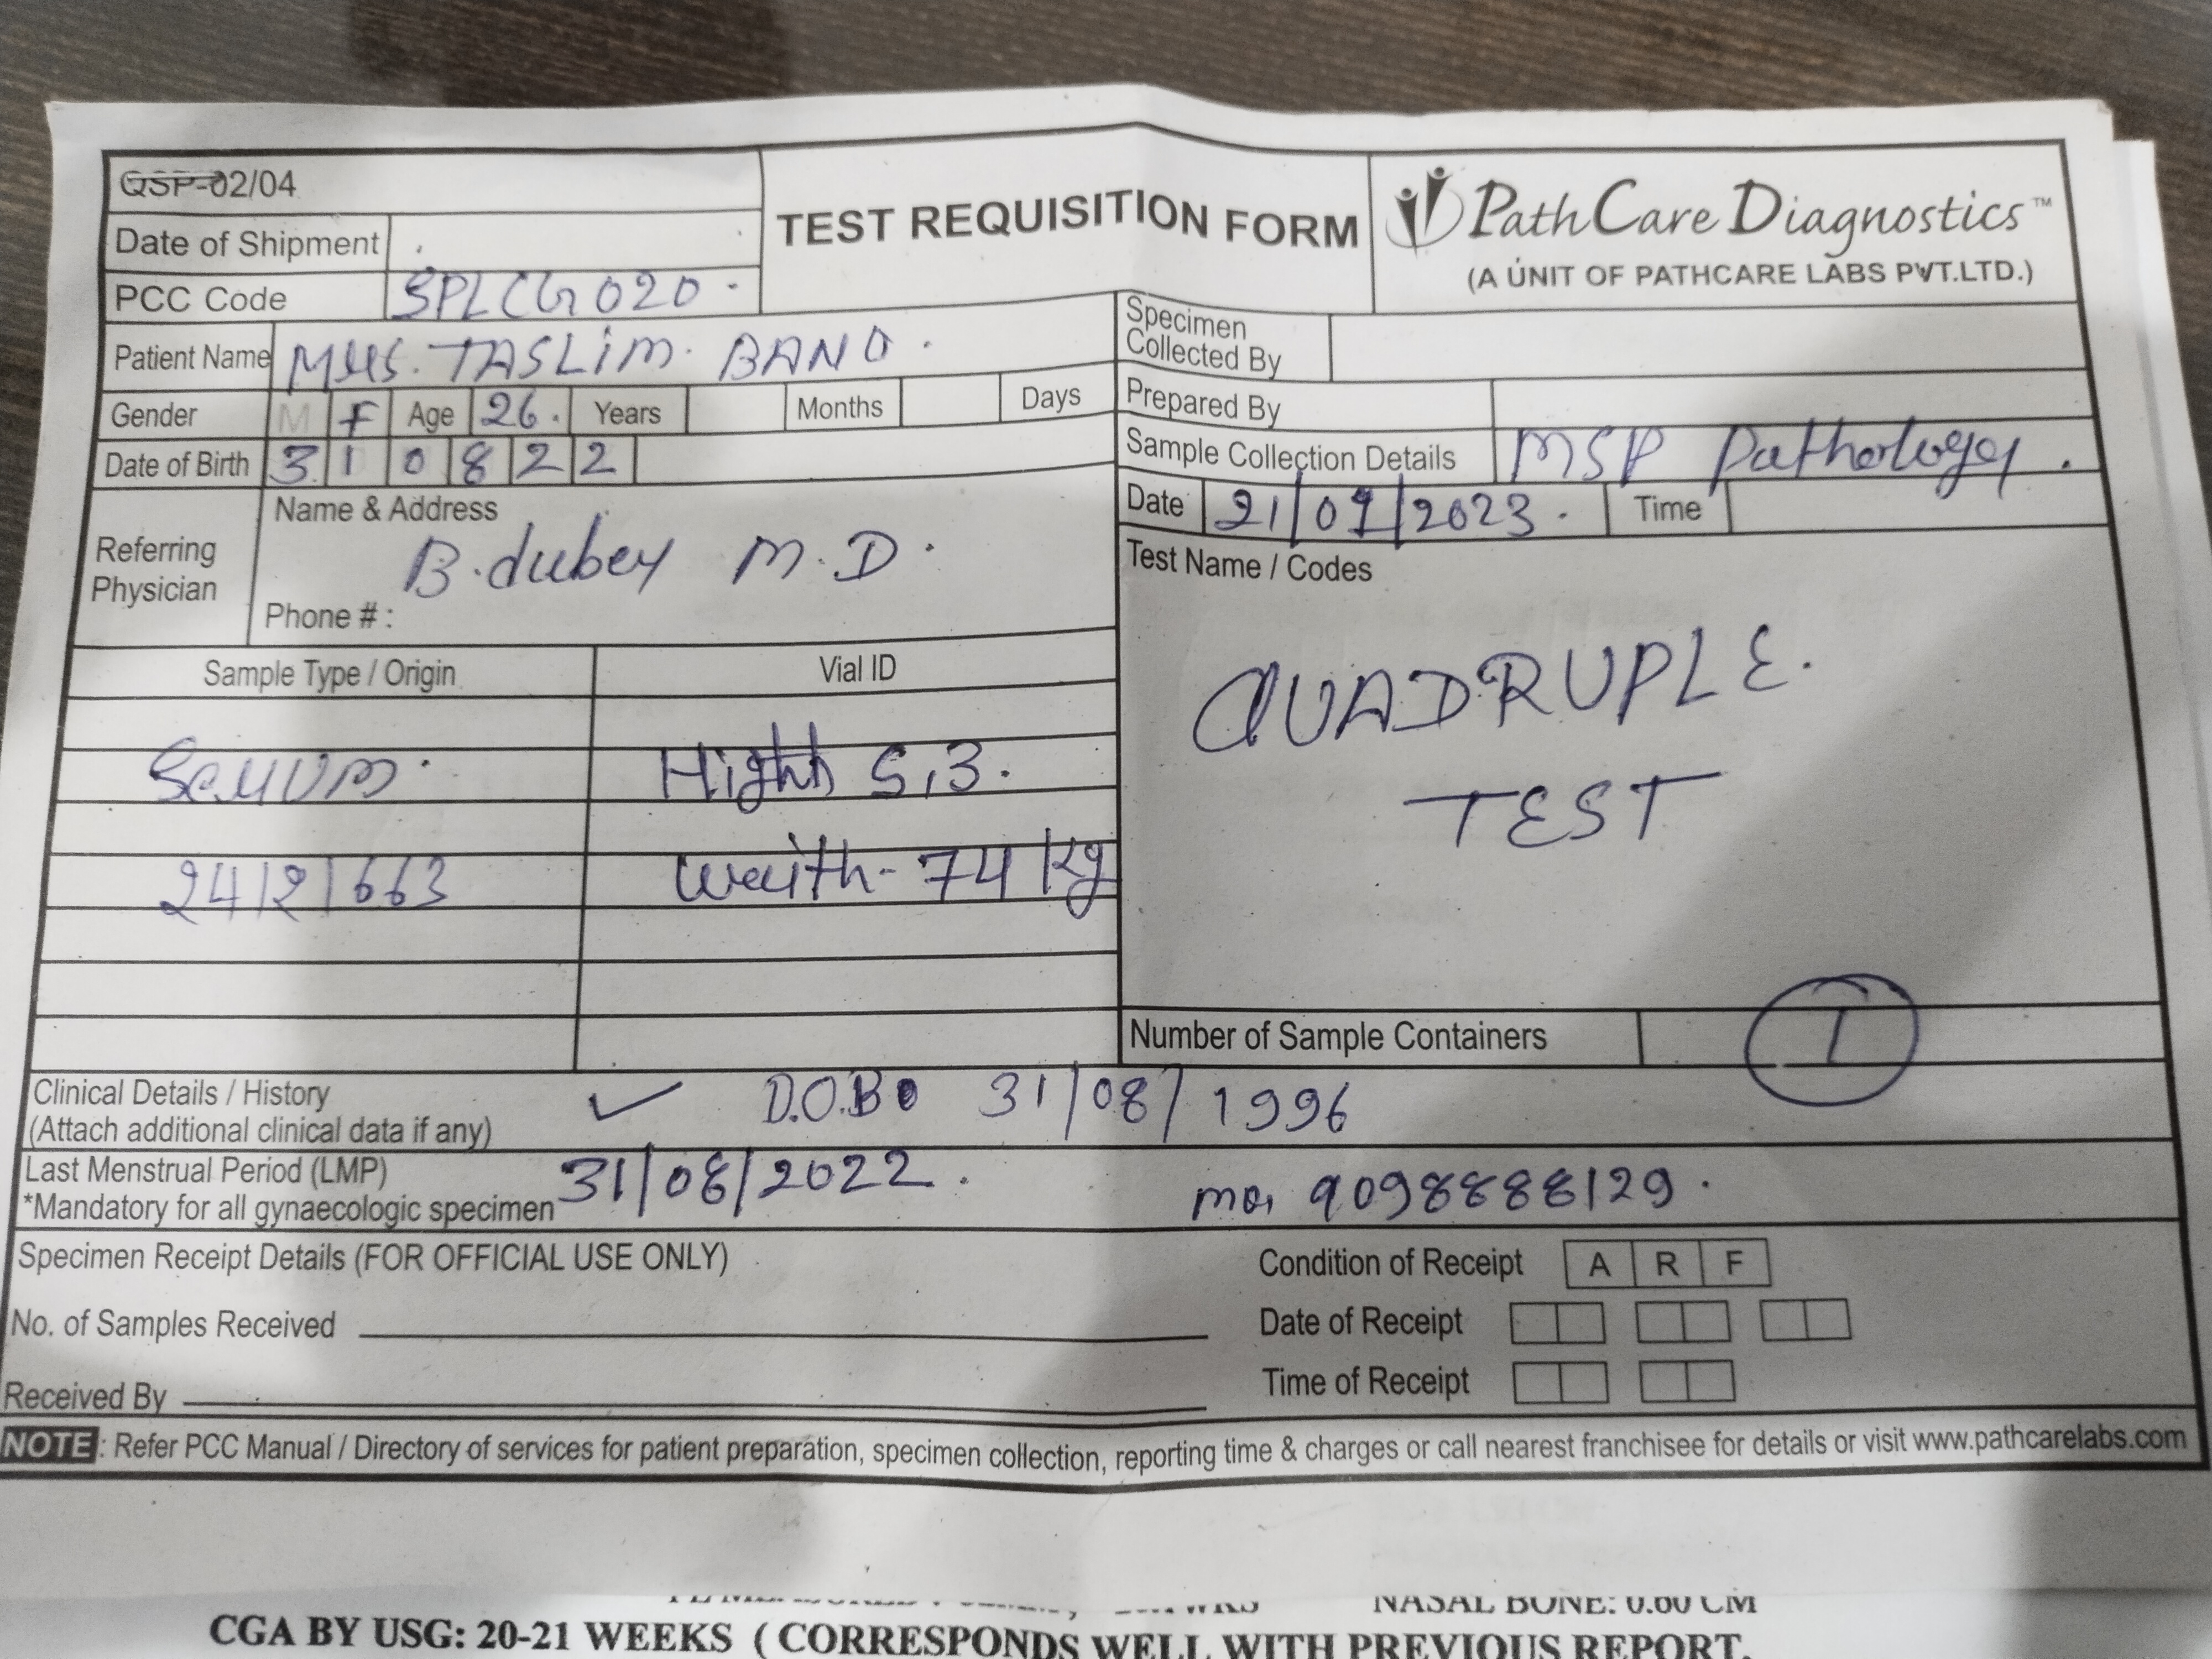 QSP-02/04
TEST REQUISITION FORM
PathCare Diagnostics™
(A UNIT OF PATHCARE LABS PVT.LTD.)
Date of Shipment
PCC Code SPLCG020
Patient Name Mrs. TASLIM BANO
Gender M F Age 26 Years Months Days
Date of Birth 3 1 0 8 2 2
Referring Physician
Name & Address
B. dubey M.D.
Phone # :
Specimen Collected By
Prepared By
Sample Collection Details MSP Pathology
Date 21/01/2023 Time
Test Name / Codes
QUADRUPLE
TEST
Sample Type / Origin Vial ID
Serum Hight 5,3
24121663 Weith- 74 kg
Number of Sample Containers 1
Clinical Details / History
(Attach additional clinical data if any)
D.O.B 31/08/1996
Last Menstrual Period (LMP)
*Mandatory for all gynaecologic specimen
31/08/2022
mo, 9098888129
Specimen Receipt Details (FOR OFFICIAL USE ONLY)
Condition of Receipt A R F
No. of Samples Received
Date of Receipt
Time of Receipt
Received By
NOTE : Refer PCC Manual / Directory of services for patient preparation, specimen collection, reporting time & charges or call nearest franchisee for details or visit www.pathcarelabs.com
NASAL BONE: 0.60 CM
CGA BY USG: 20-21 WEEKS ( CORRESPONDS WELL WITH PREVIOUS REPORT.